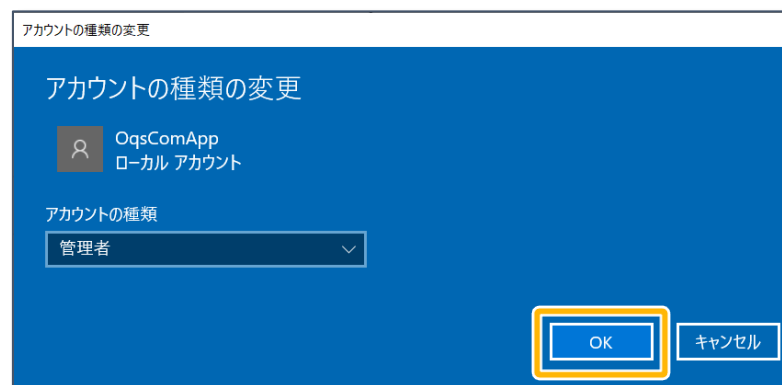 アカウントの種類の変更
アカウントの種類の変更
OqsComApp
ローカル アカウント
アカウントの種類
管理者
OK
キャンセル